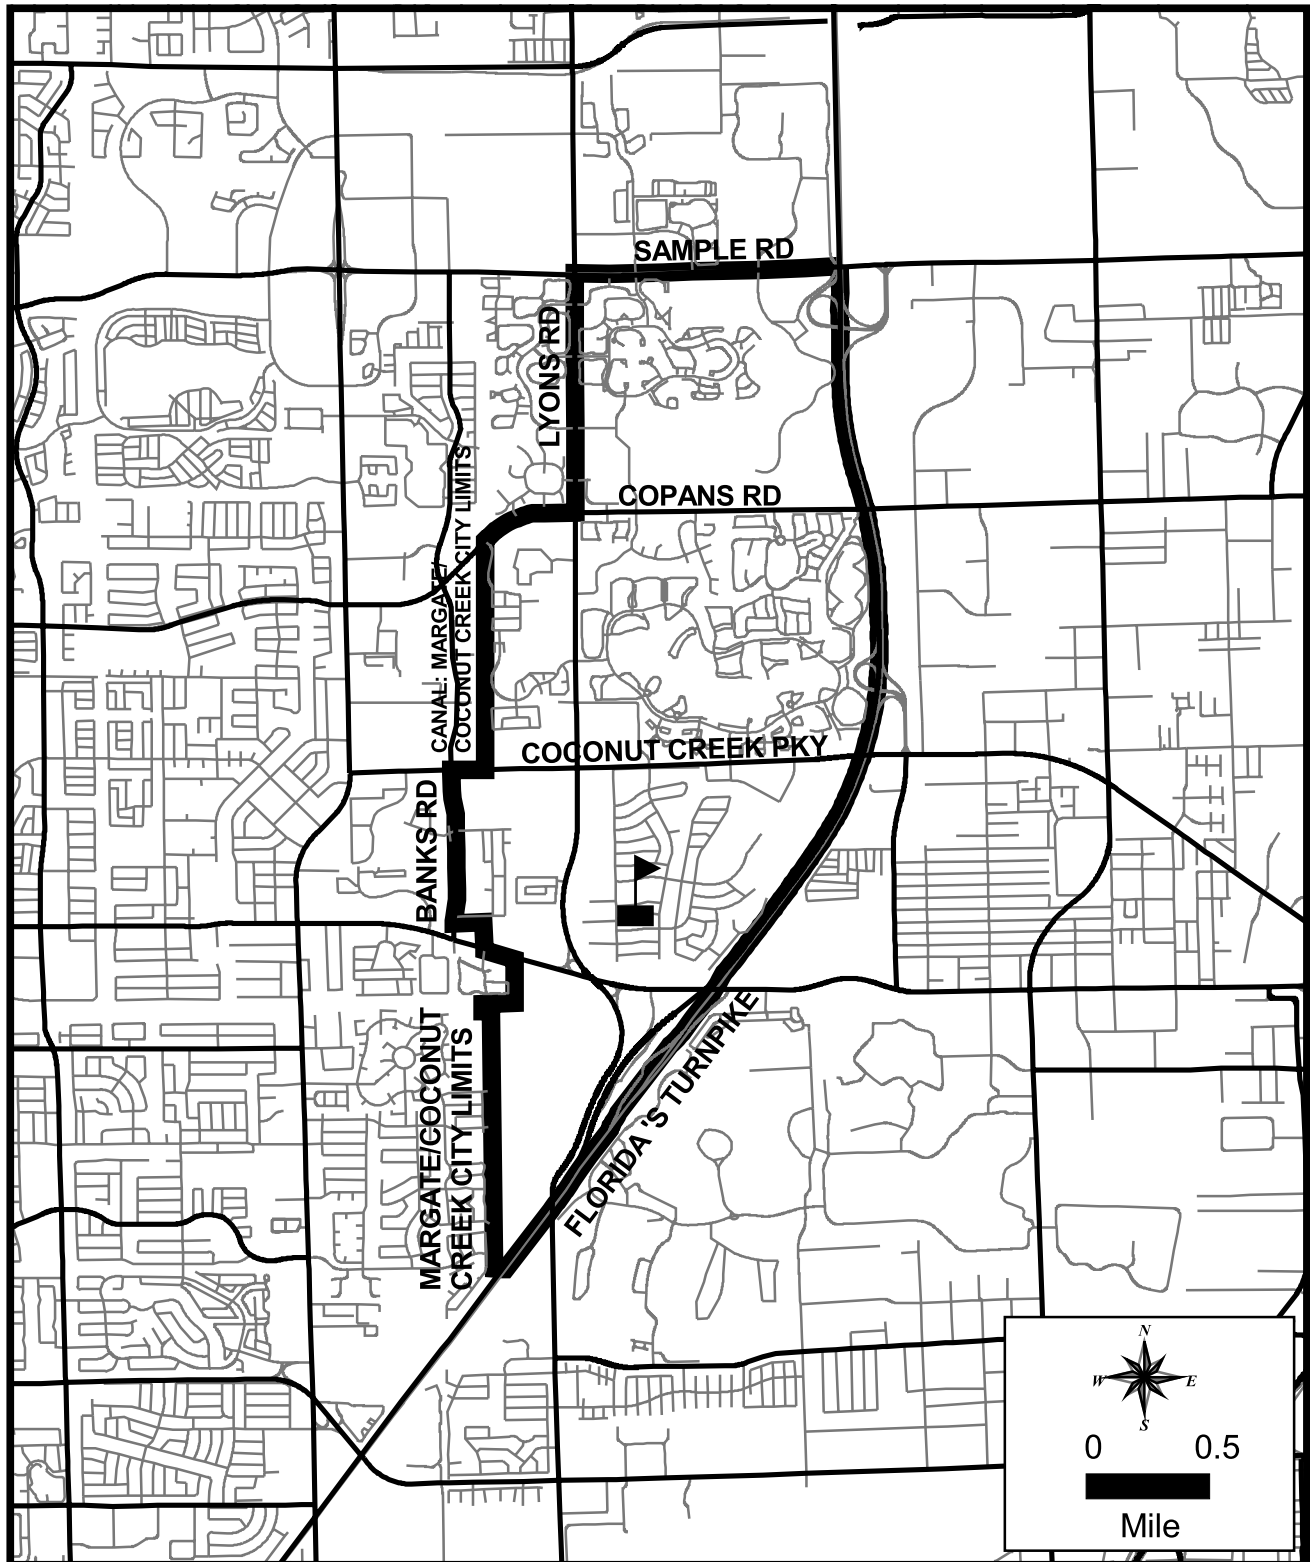 SAMPLE RD
LYONS RD
COPANS RD
CANAL: MARGATE/
COCONUT CREEK CITY LIMITS
COCONUT CREEK PKY
BANKS RD
MARGATE/COCONUT
CREEK CITY LIMITS
FLORIDA'S TURNPIKE
N
W E
S
0 0.5
Mile